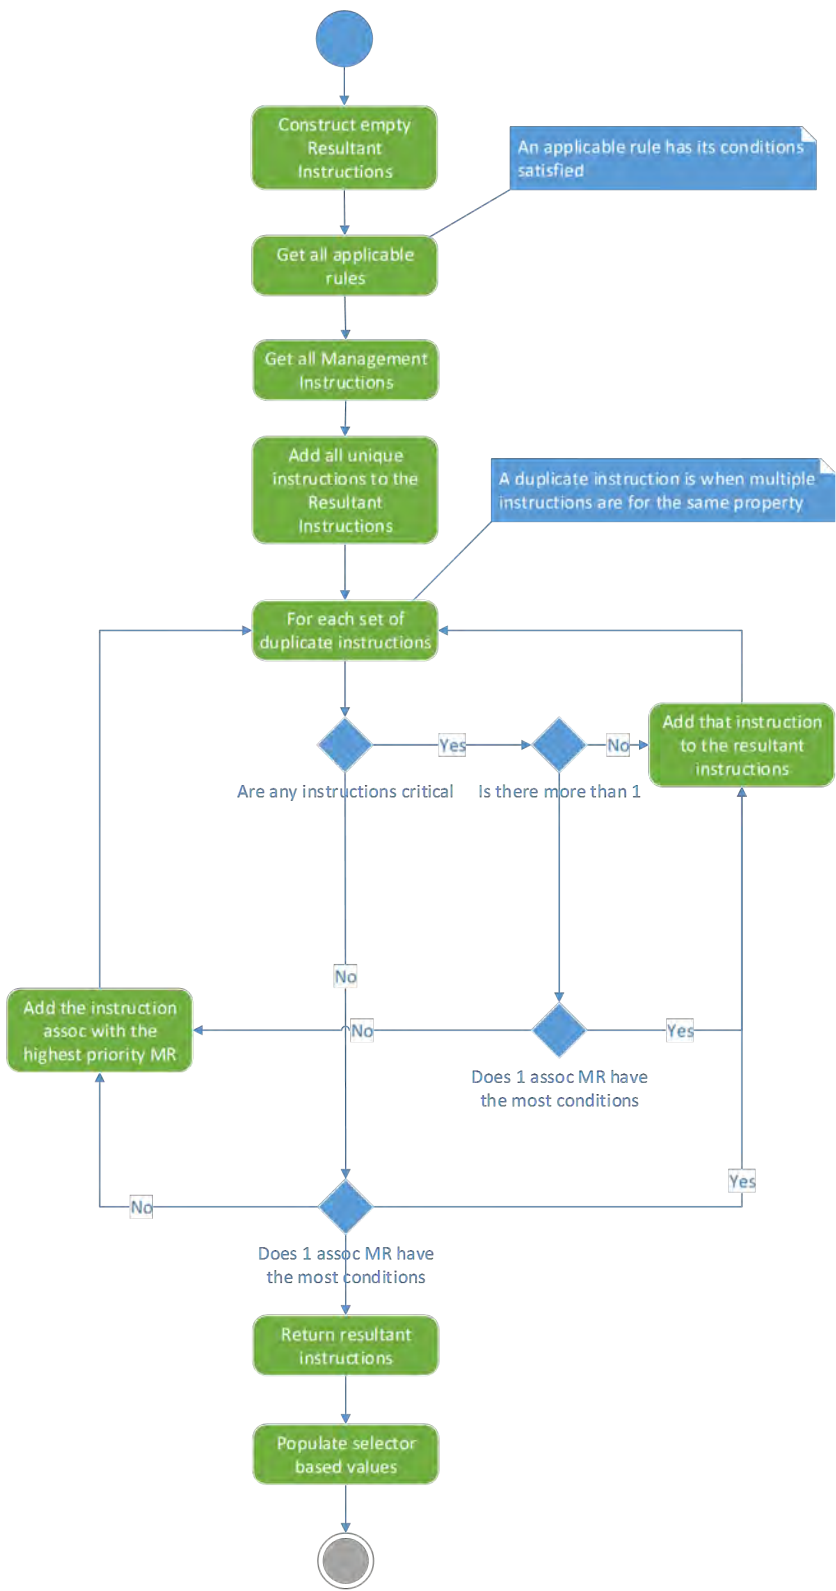 Construct empty
Resultant
Instructions
An applicable rule has its conditions
satisfied
Get all applicable
rules
Get all Management
Instructions
Add all unique
instructions to the
Resultant
Instructions
A duplicate instruction is when multiple
instructions are for the same property
For each set of
duplicate instructions
Yes
No
Add that instruction
to the resultant
instructions
Are any instructions critical
Is there more than 1
No
Add the instruction
assoc with the
highest priority MR
No
Yes
Does 1 assoc MR have
the most conditions
Yes
No
Does 1 assoc MR have
the most conditions
Return resultant
instructions
Populate selector
based values